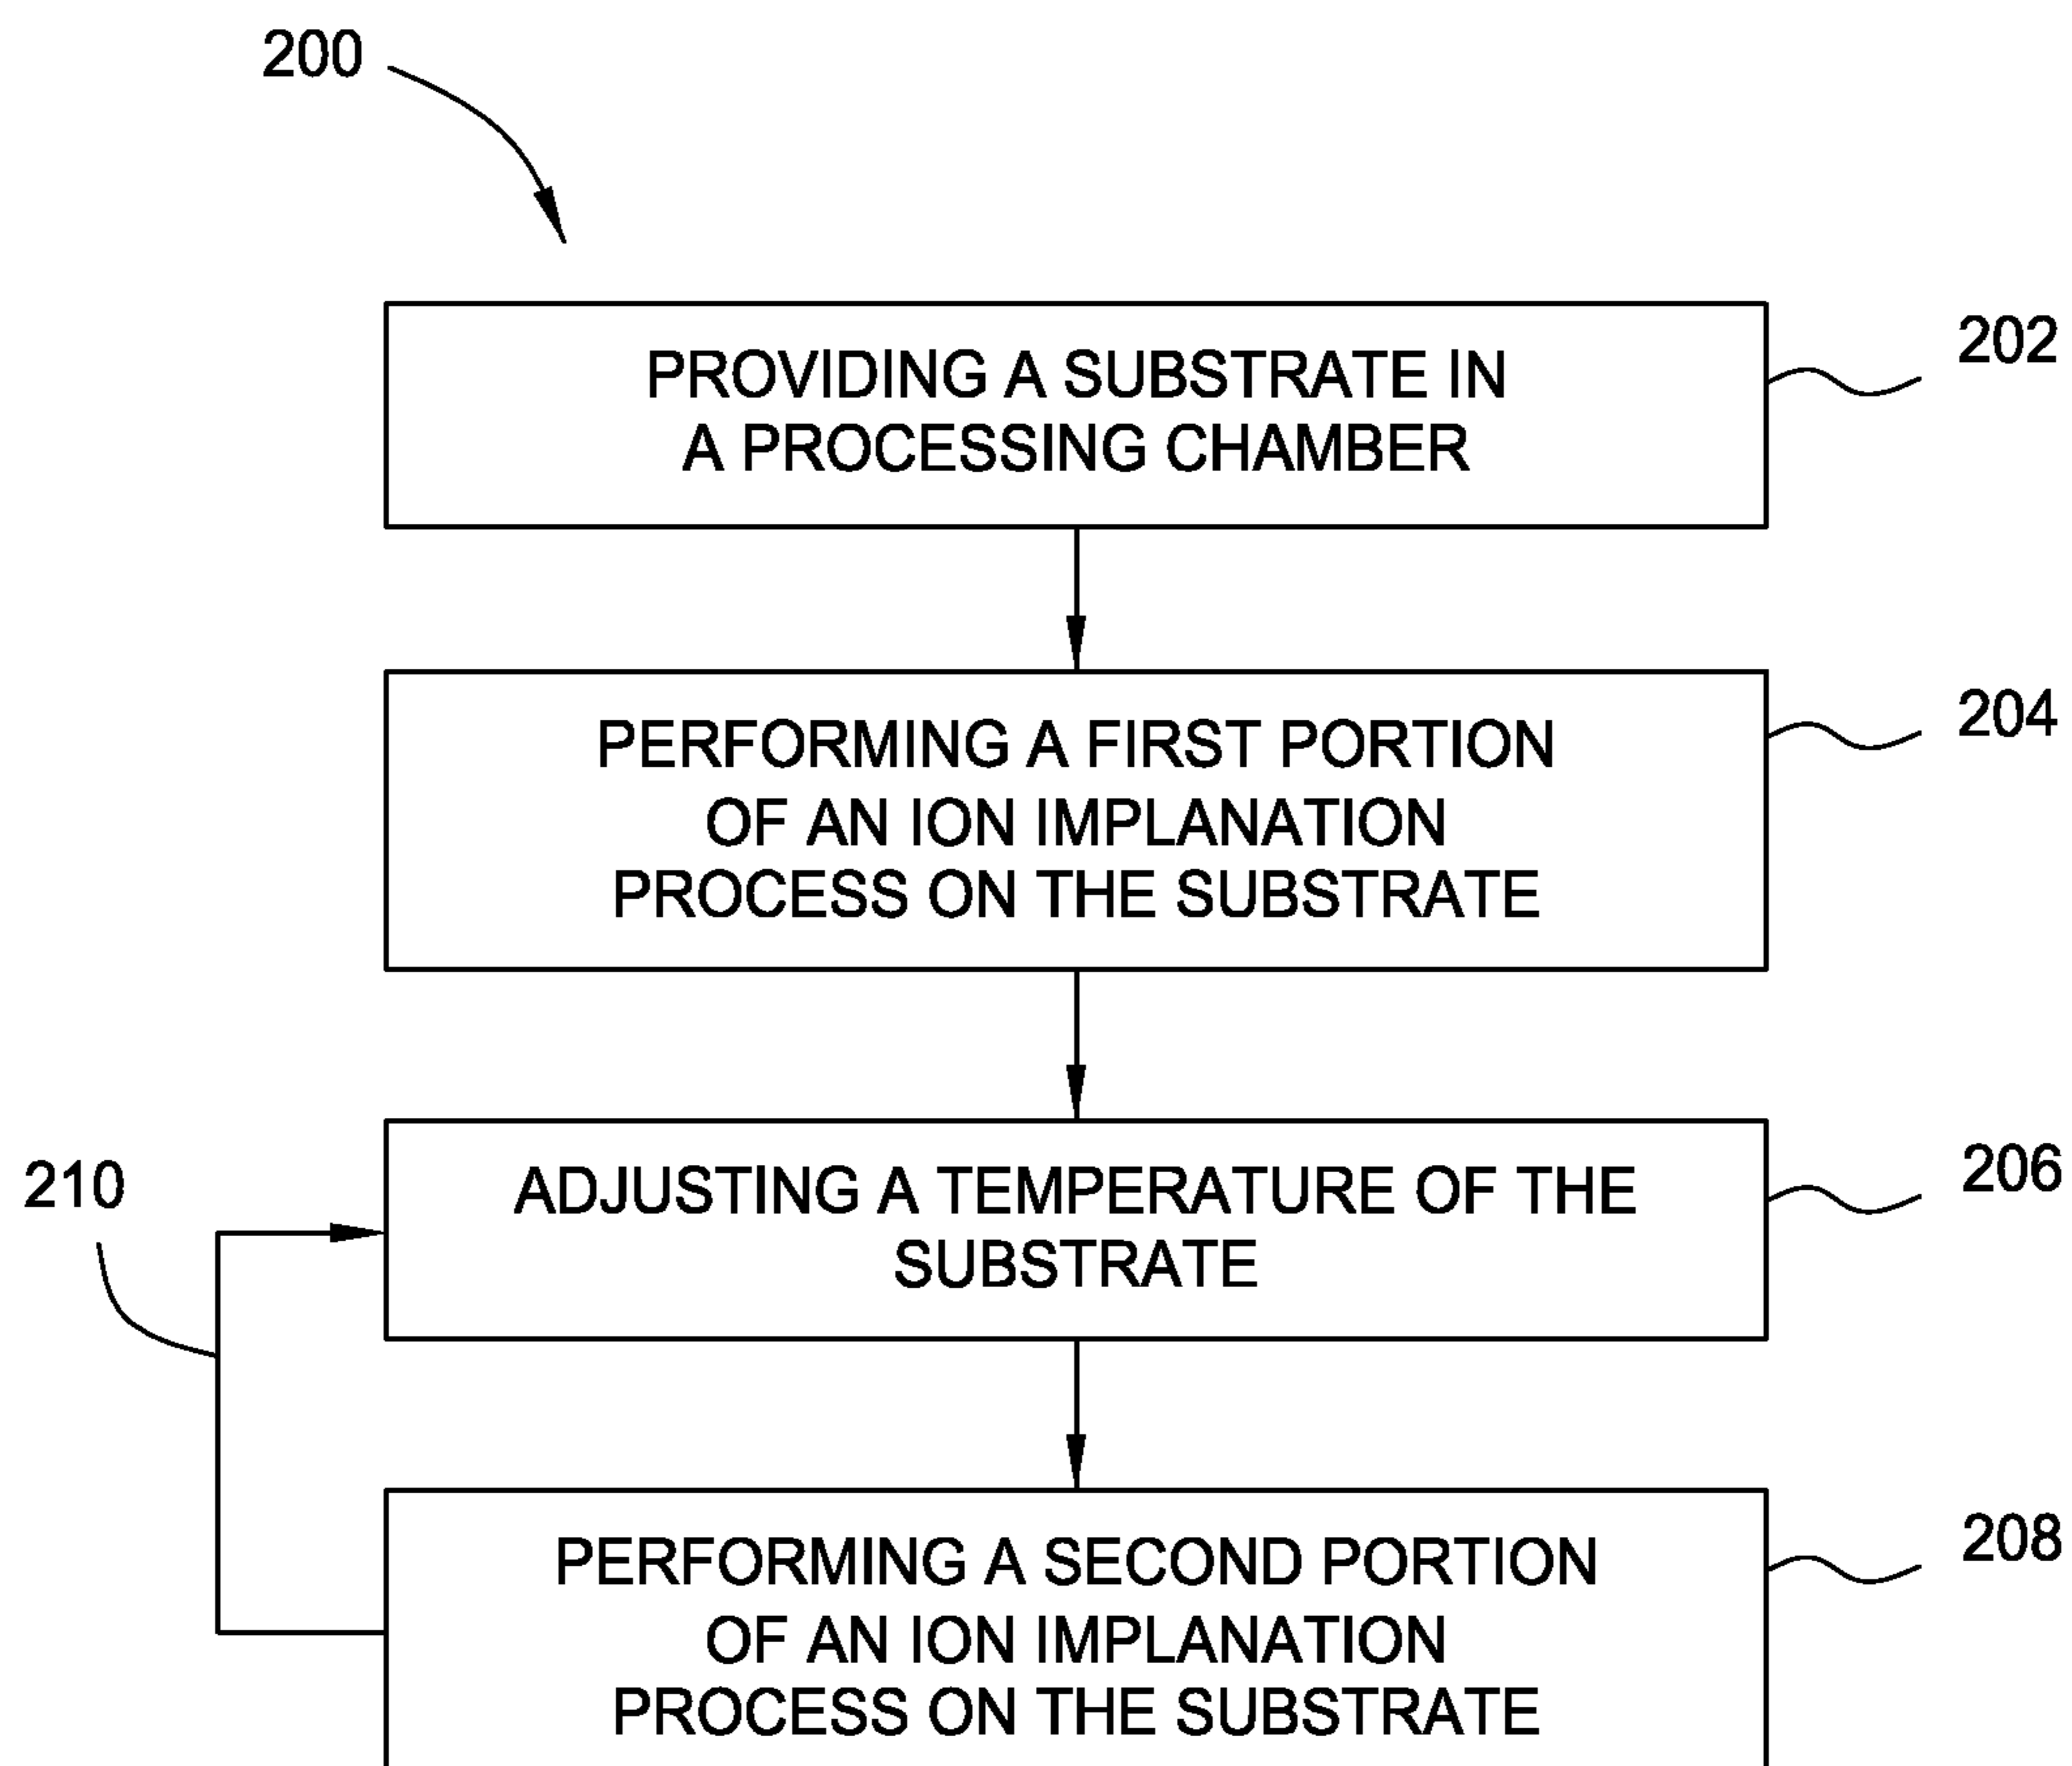 200
PROVIDING A SUBSTRATE IN
A PROCESSING CHAMBER
202
PERFORMING A FIRST PORTION
OF AN ION IMPLANATION
PROCESS ON THE SUBSTRATE
204
210
ADJUSTING A TEMPERATURE OF THE
SUBSTRATE
206
PERFORMING A SECOND PORTION
OF AN ION IMPLANATION
PROCESS ON THE SUBSTRATE
208